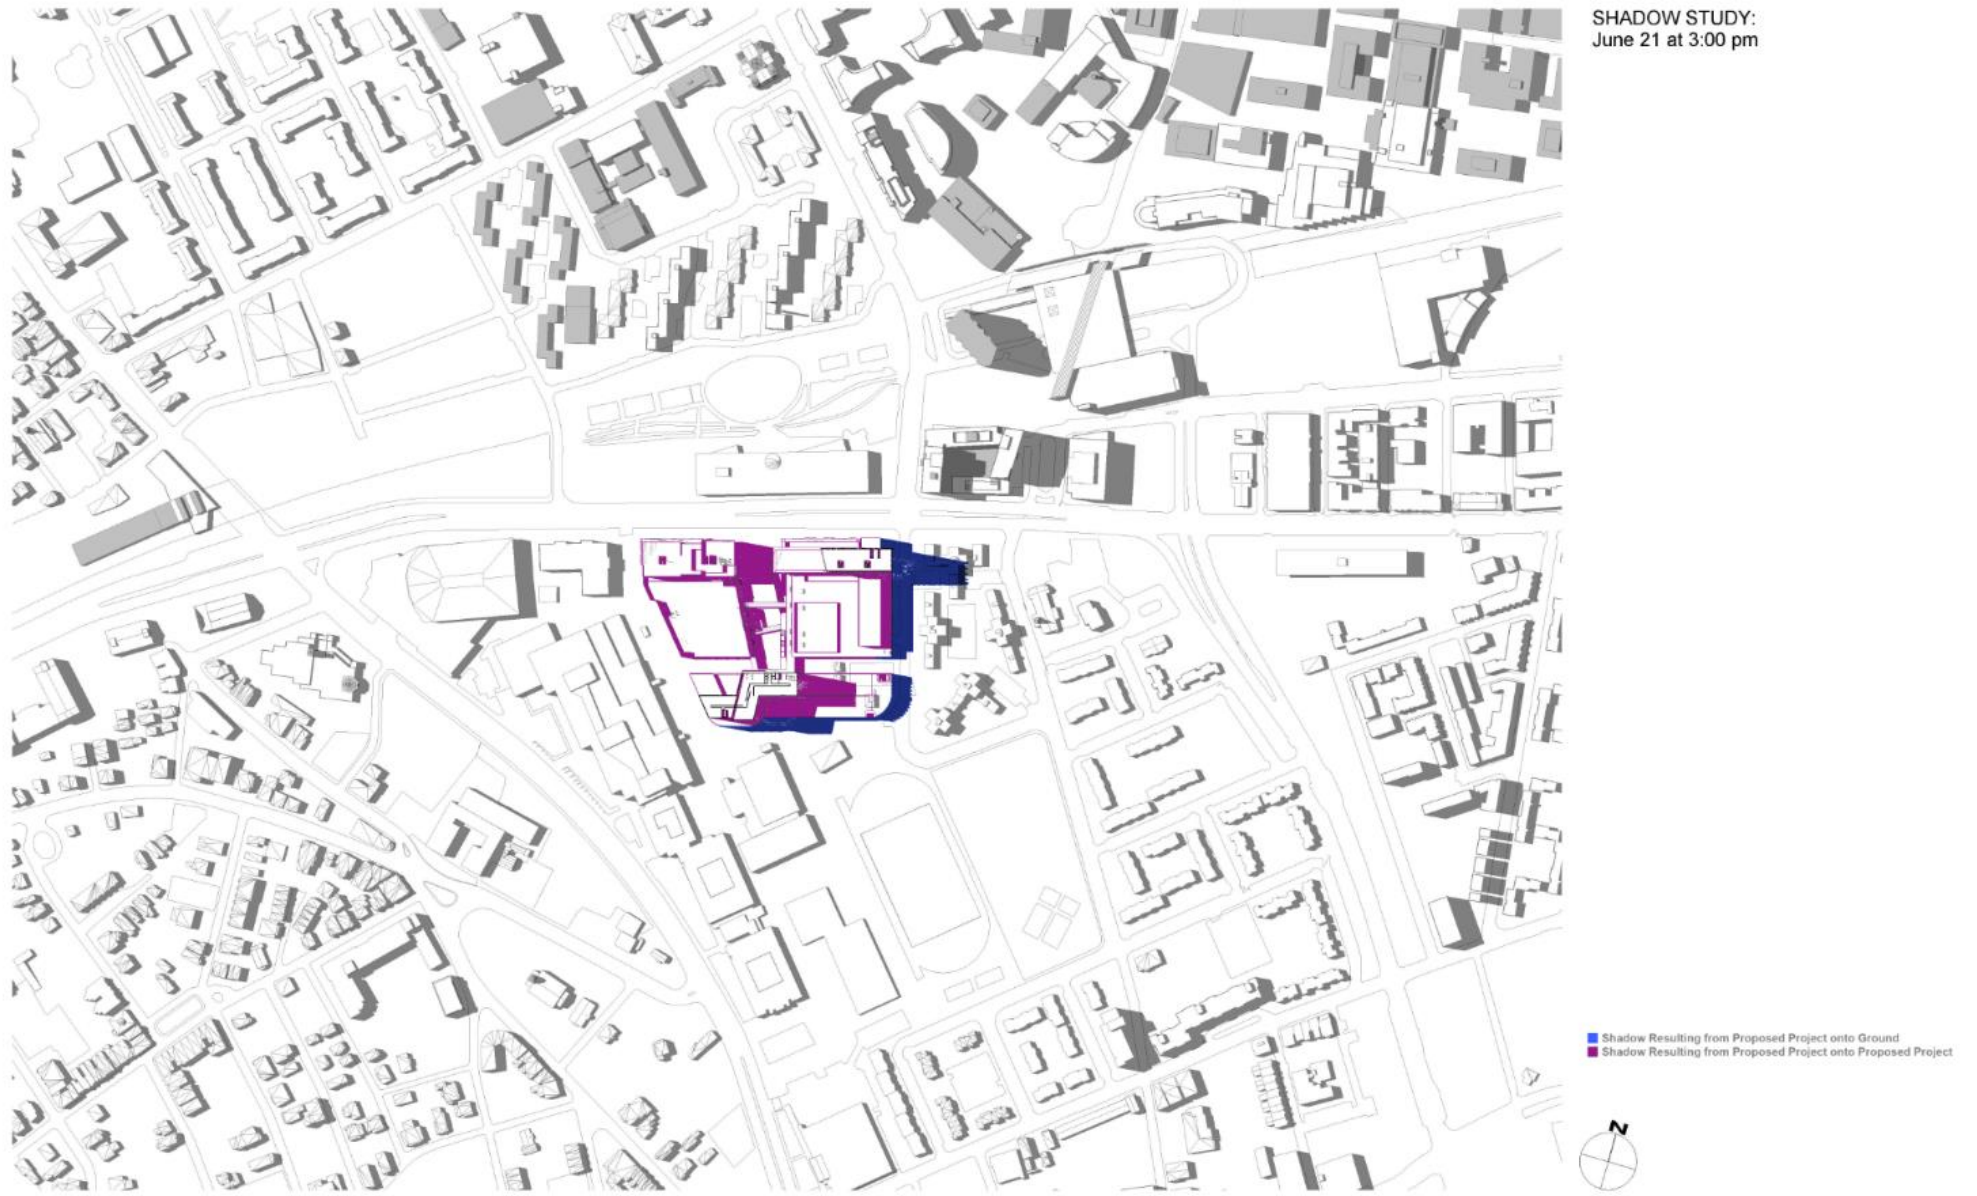 SHADOW STUDY:
June 21 at 3:00 pm
Shadow Resulting from Proposed Project onto Ground
Shadow Resulting from Proposed Project onto Proposed Project
N